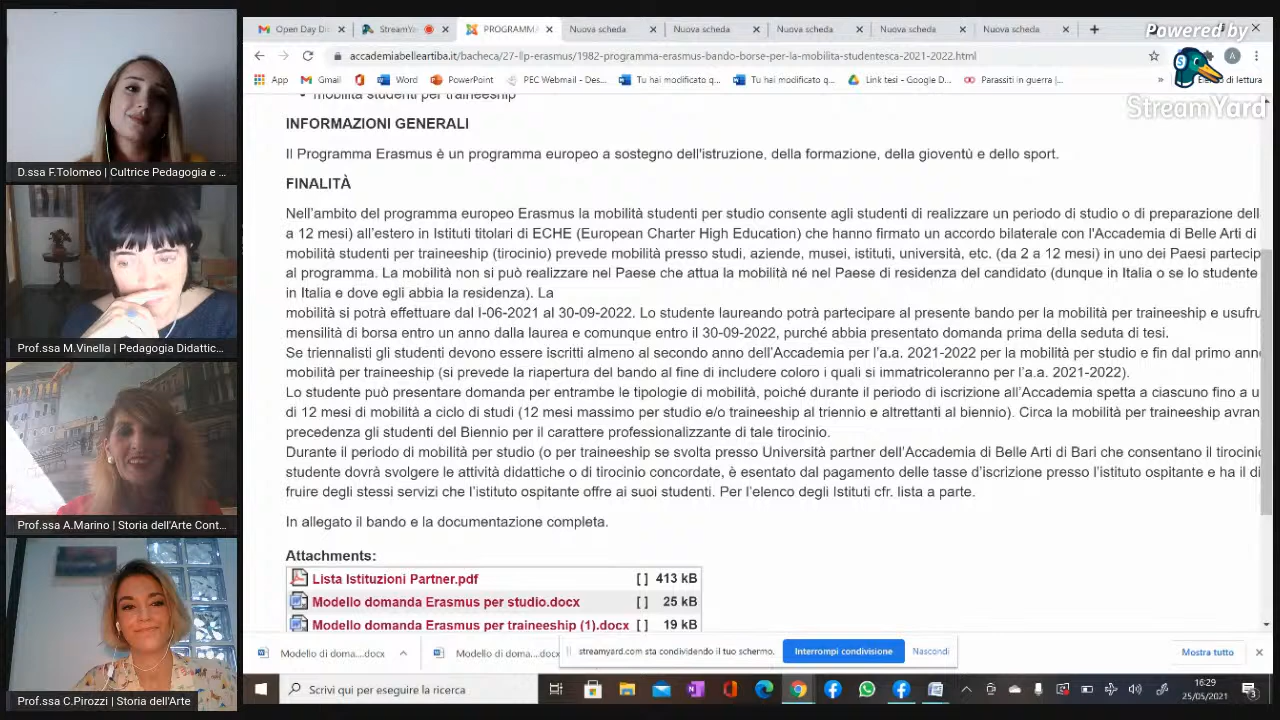 Open Day Di
StreamYa
PROGRAMMA
Nuova scheda
Nuova scheda
Nuova scheda
Nuova scheda
Nuova scheda
Powered by
StreamYard
accademiabelleartiba.it/bacheca/27-llp-erasmus/1982-programma-erasmus-bando-borse-per-la-mobilita-studentesca-2021-2022.html
App
Gmail
Word
PowerPoint
PEC Webmail - Des...
Tu hai modificato q...
Tu hai modificato q...
Link tesi - Google D...
Parassiti in guerra |...
»
di lettura
mobilità studenti per traineeship
INFORMAZIONI GENERALI
Il Programma Erasmus è un programma europeo a sostegno dell'istruzione, della formazione, della gioventù e dello sport.
FINALITÀ
Nell'ambito del programma europeo Erasmus la mobilità studenti per studio consente agli studenti di realizzare un periodo di studio o di preparazione dell
a 12 mesi) all'estero in Istituti titolari di ECHE (European Charter High Education) che hanno firmato un accordo bilaterale con l'Accademia di Belle Arti di
mobilità studenti per traineeship (tirocinio) prevede mobilità presso studi, aziende, musei, istituti, università, etc. (da 2 a 12 mesi) in uno dei Paesi partecip
al programma. La mobilità non si può realizzare nel Paese che attua la mobilità né nel Paese di residenza del candidato (dunque in Italia o se lo studente
in Italia e dove egli abbia la residenza). La
mobilità si potrà effettuare dal I-06-2021 al 30-09-2022. Lo studente laureando potrà partecipare al presente bando per la mobilità per traineeship e usufru
mensilità di borsa entro un anno dalla laurea e comunque entro il 30-09-2022, purché abbia presentato domanda prima della seduta di tesi.
Se triennalisti gli studenti devono essere iscritti almeno al secondo anno dell'Accademia per l'a.a. 2021-2022 per la mobilità per studio e fin dal primo anno
mobilità per traineeship (si prevede la riapertura del bando al fine di includere coloro i quali si immatricoleranno per l'a.a. 2021-2022).
Lo studente può presentare domanda per entrambe le tipologie di mobilità, poiché durante il periodo di iscrizione all'Accademia spetta a ciascuno fino a u
di 12 mesi di mobilità a ciclo di studi (12 mesi massimo per studio e/o traineeship al triennio e altrettanti al biennio). Circa la mobilità per traineeship avran
precedenza gli studenti del Biennio per il carattere professionalizzante di tale tirocinio.
Durante il periodo di mobilità per studio (o per traineeship se svolta presso Università partner dell'Accademia di Belle Arti di Bari che consentano il tirocini
studente dovrà svolgere le attività didattiche o di tirocinio concordate, è esentato dal pagamento delle tasse d'iscrizione presso l'istituto ospitante e ha il di
fruire degli stessi servizi che l'istituto ospitante offre ai suoi studenti. Per l'elenco degli Istituti cfr. lista a parte.
In allegato il bando e la documentazione completa.
Attachments:
Lista Istituzioni Partner.pdf [ ] 413 kB
Modello domanda Erasmus per studio.docx [ ] 25 kB
Modello domanda Erasmus per traineeship (1).docx [ ] 19 kB
Modello di doma....docx
Modello di doma....docx
streamyard.com sta condividendo il tuo schermo.
Interrompi condivisione
Nascondi
Mostra tutto
Scrivi qui per eseguire la ricerca
16:29
25/05/2021
3
D.ssa F.Tolomeo | Cultrice Pedagogia e ...
Prof.ssa M.Vinella | Pedagogia Didattic...
Prof.ssa A.Marino | Storia dell'Arte Cont...
Prof.ssa C.Pirozzi | Storia dell'Arte